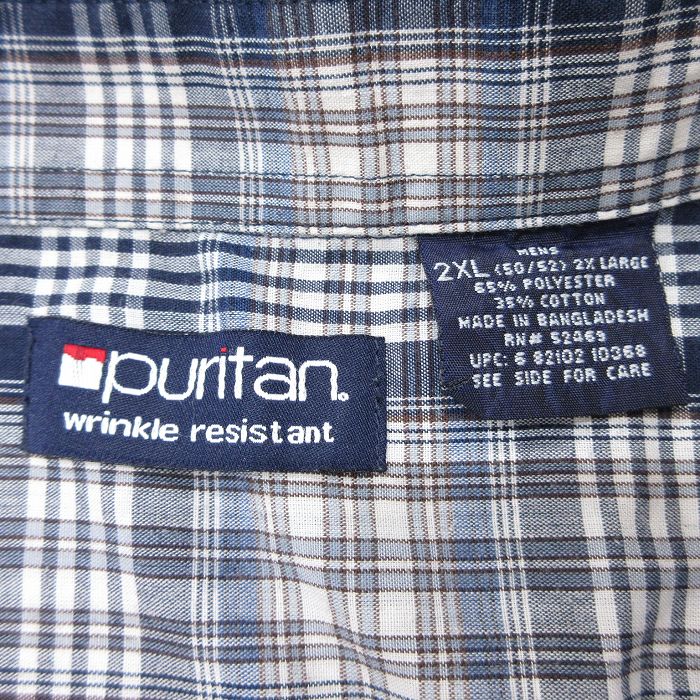 puritan.
wrinkle resistant
MENS
2XL (50/52) 2X LARGE
65% POLYESTER
35% COTTON
MADE IN BANGLADESH
RN# 52469
UPC: 6 82102 10368
SEE SIDE FOR CARE